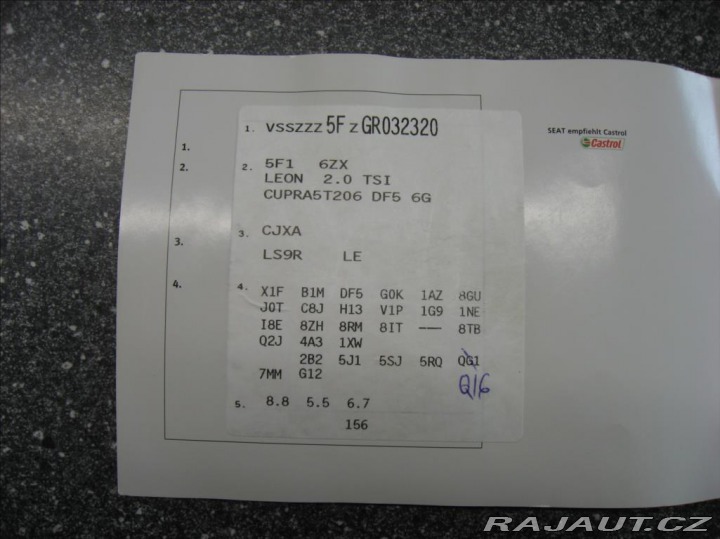 1. VSSZZZ 5F Z GR032320
SEAT empfiehlt Castrol
Castrol
1.
2.
2. 5F1 6ZX
LEON 2.0 TSI
CUPRA5T206 DF5 6G
3.
3. CJXA
LS9R LE
4.
4. X1F B1M DF5 G0K 1AZ 8GU
J0T C8J H13 V1P 1G9 1NE
I8E 8ZH 8RM 8IT --- 8TB
Q2J 4A3 1XW
2B2 5J1 5SJ 5RQ QG1
7MM G12
Q16
5. 8.8 5.5 6.7
156
RAJAUT.CZ